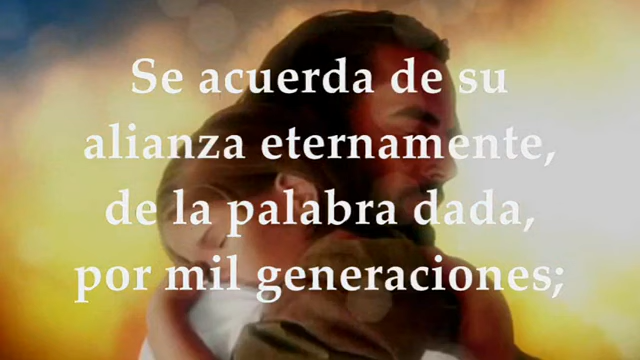 Se acuerda de su
alianza eternamente,
de la palabra dada,
por mil generaciones;